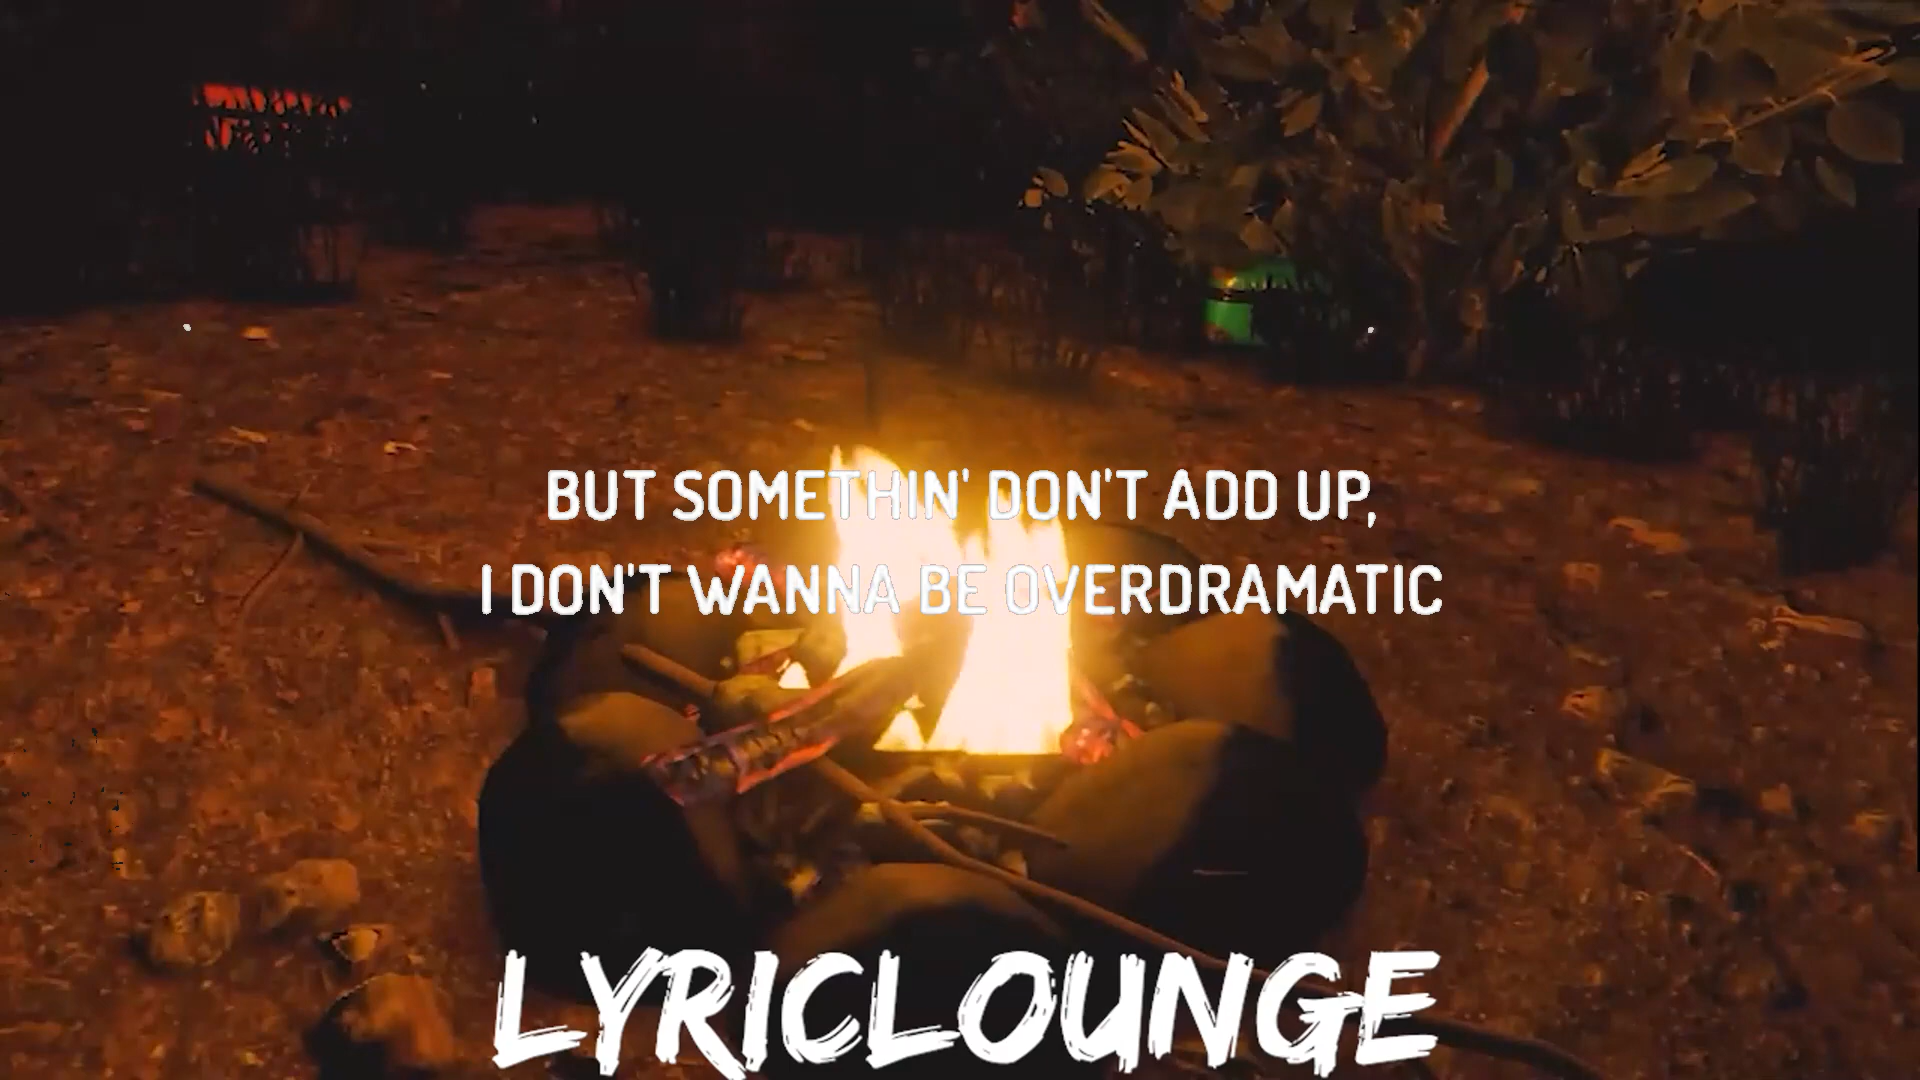 BUT SOMETHIN' DON'T ADD UP,
I DON'T WANNA BE OVERDRAMATIC
LYRICLOUNGE